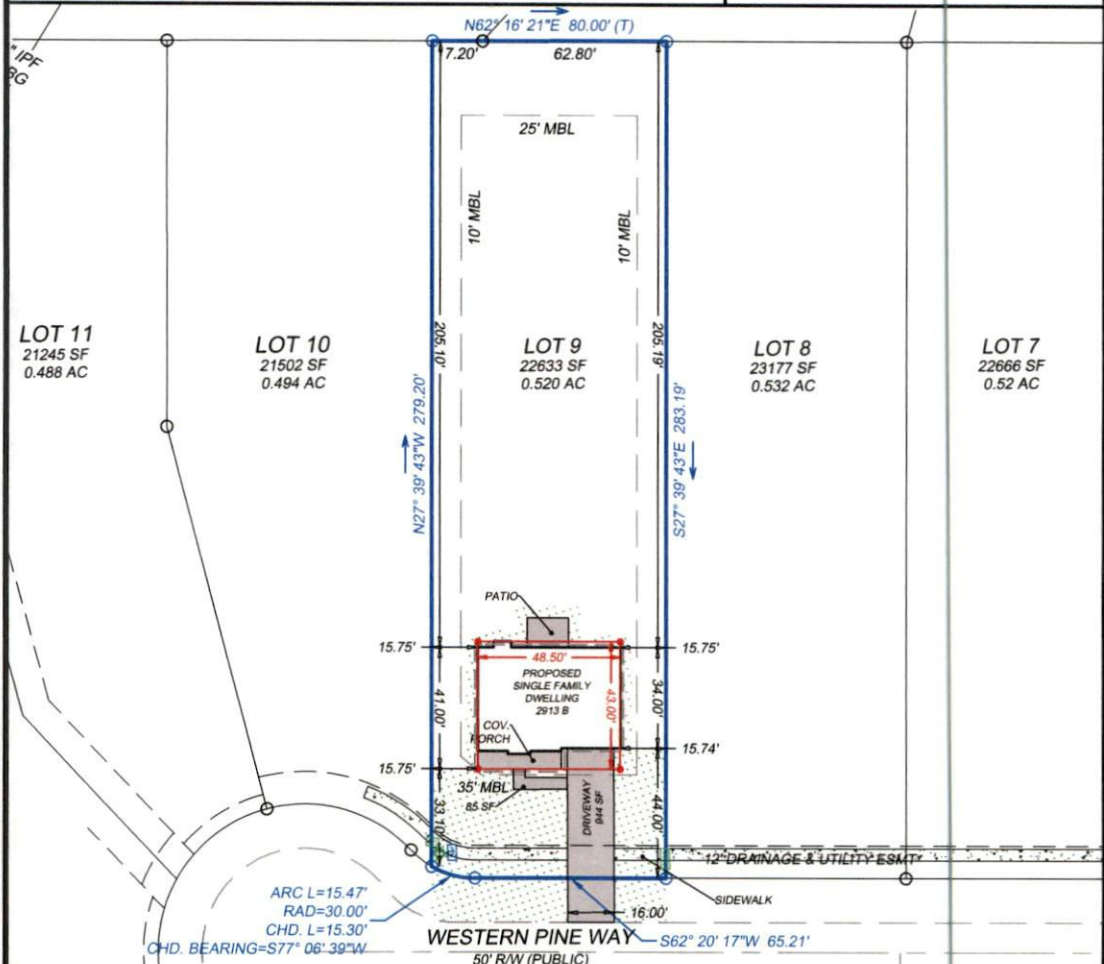 N62° 16' 21"E 80.00' (T)
" IPF
BG
17.20'
62.80'
25' MBL
10' MBL
10' MBL
LOT 11
21245 SF
0.488 AC
LOT 10
21502 SF
0.494 AC
LOT 9
22633 SF
0.520 AC
LOT 8
23177 SF
0.532 AC
LOT 7
22666 SF
0.52 AC
205.10'
205.19'
N27° 39' 43"W 279.20'
S27° 39' 43"E 283.19'
PATIO
15.75'
15.75'
48.50'
PROPOSED
SINGLE FAMILY
DWELLING
2913 B
43.00'
41.00'
34.00'
COV.
PORCH
15.74'
15.75'
35' MBL
85 SF
33.10'
DRIVEWAY
944 SF
44.00'
12' DRAINAGE & UTILITY ESMT
SIDEWALK
ARC L=15.47'
RAD=30.00'
CHD. L=15.30'
CHD. BEARING=S77° 06' 39"W
16.00'
WESTERN PINE WAY
50' R/W (PUBLIC)
S62° 20' 17"W 65.21'